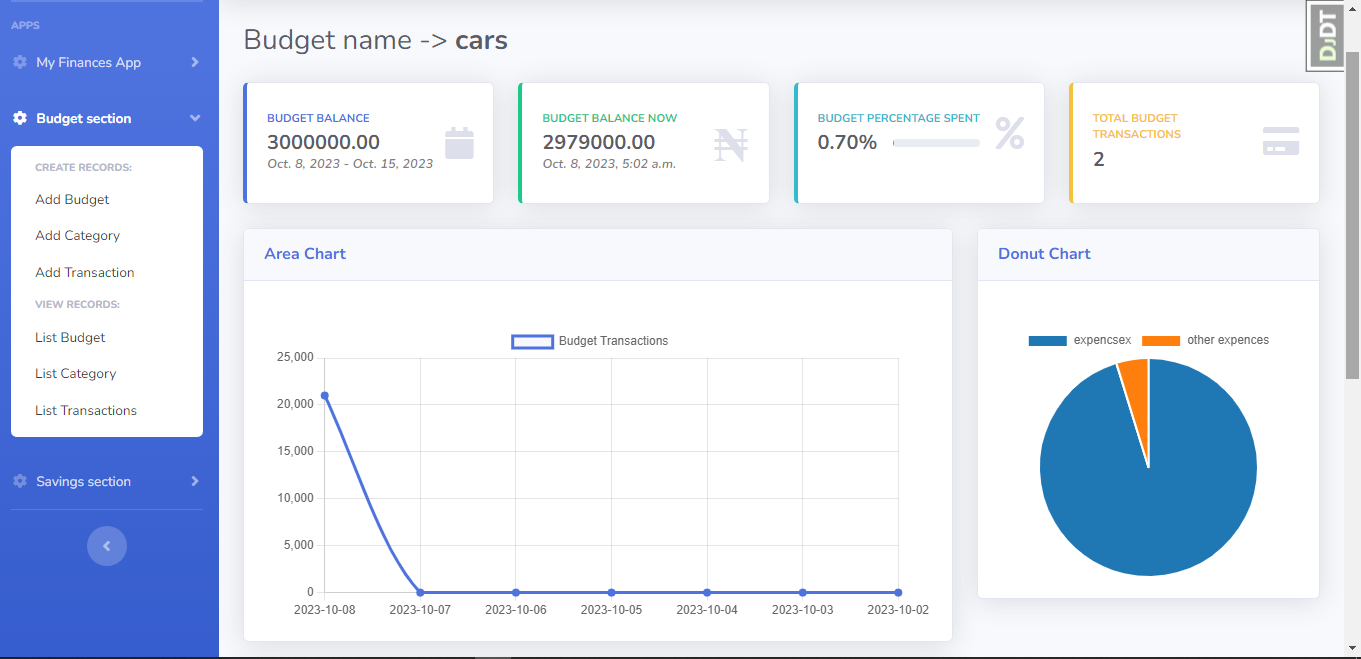 APPS
My Finances App
Budget section
CREATE RECORDS:
Add Budget
Add Category
Add Transaction
VIEW RECORDS:
List Budget
List Category
List Transactions
Savings section
Budget name -> cars
DJDT
BUDGET BALANCE
3000000.00
Oct. 8, 2023 - Oct. 15, 2023
BUDGET BALANCE NOW
2979000.00
Oct. 8, 2023, 5:02 a.m.
₦
BUDGET PERCENTAGE SPENT
0.70%
%
TOTAL BUDGET
TRANSACTIONS
2
Area Chart
Budget Transactions
25,000
20,000
15,000
10,000
5,000
0
2023-10-08 2023-10-07 2023-10-06 2023-10-05 2023-10-04 2023-10-03 2023-10-02
Donut Chart
expencsex other expences